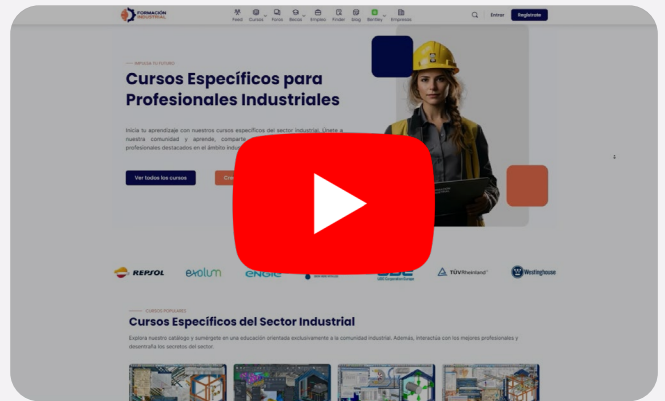 FORMACIÓN
INDUSTRIAL
Feed Cursos Foros Becas Empleo Finder Blog Bentley Empresas
Entrar Regístrate
IMPULSA TU FUTURO
Cursos Específicos para
Profesionales Industriales
Inicia tu aprendizaje con nuestros cursos específicos del sector industrial. Únete a
nuestra comunidad y aprende, comparte
profesionales destacados en el ámbito
Ver todos los cursos
REPSOL exolum engie TÜVRheinland Westinghouse
CURSOS POPULARES
Cursos Específicos del Sector Industrial
Explora nuestro catálogo y sumérgete en una educación orientada exclusivamente a la comunidad industrial. Además, interactúa con los mejores profesionales y
desentraña los secretos del sector.